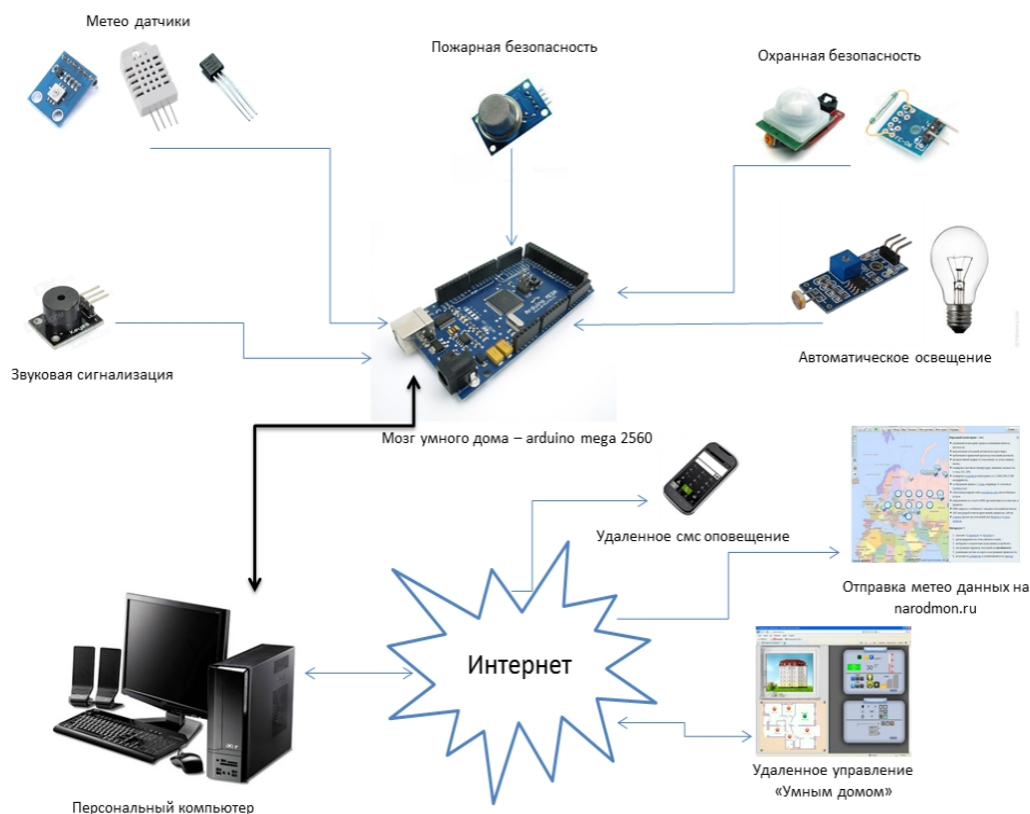 Метео датчики
Пожарная безопасность
Охранная безопасность
Звуковая сигнализация
Автоматическое освещение
Мозг умного дома – arduino mega 2560
Удаленное смс оповещение
Отправка метео данных на
narodmon.ru
Интернет
Удаленное управление
«Умным домом»
Персональный компьютер